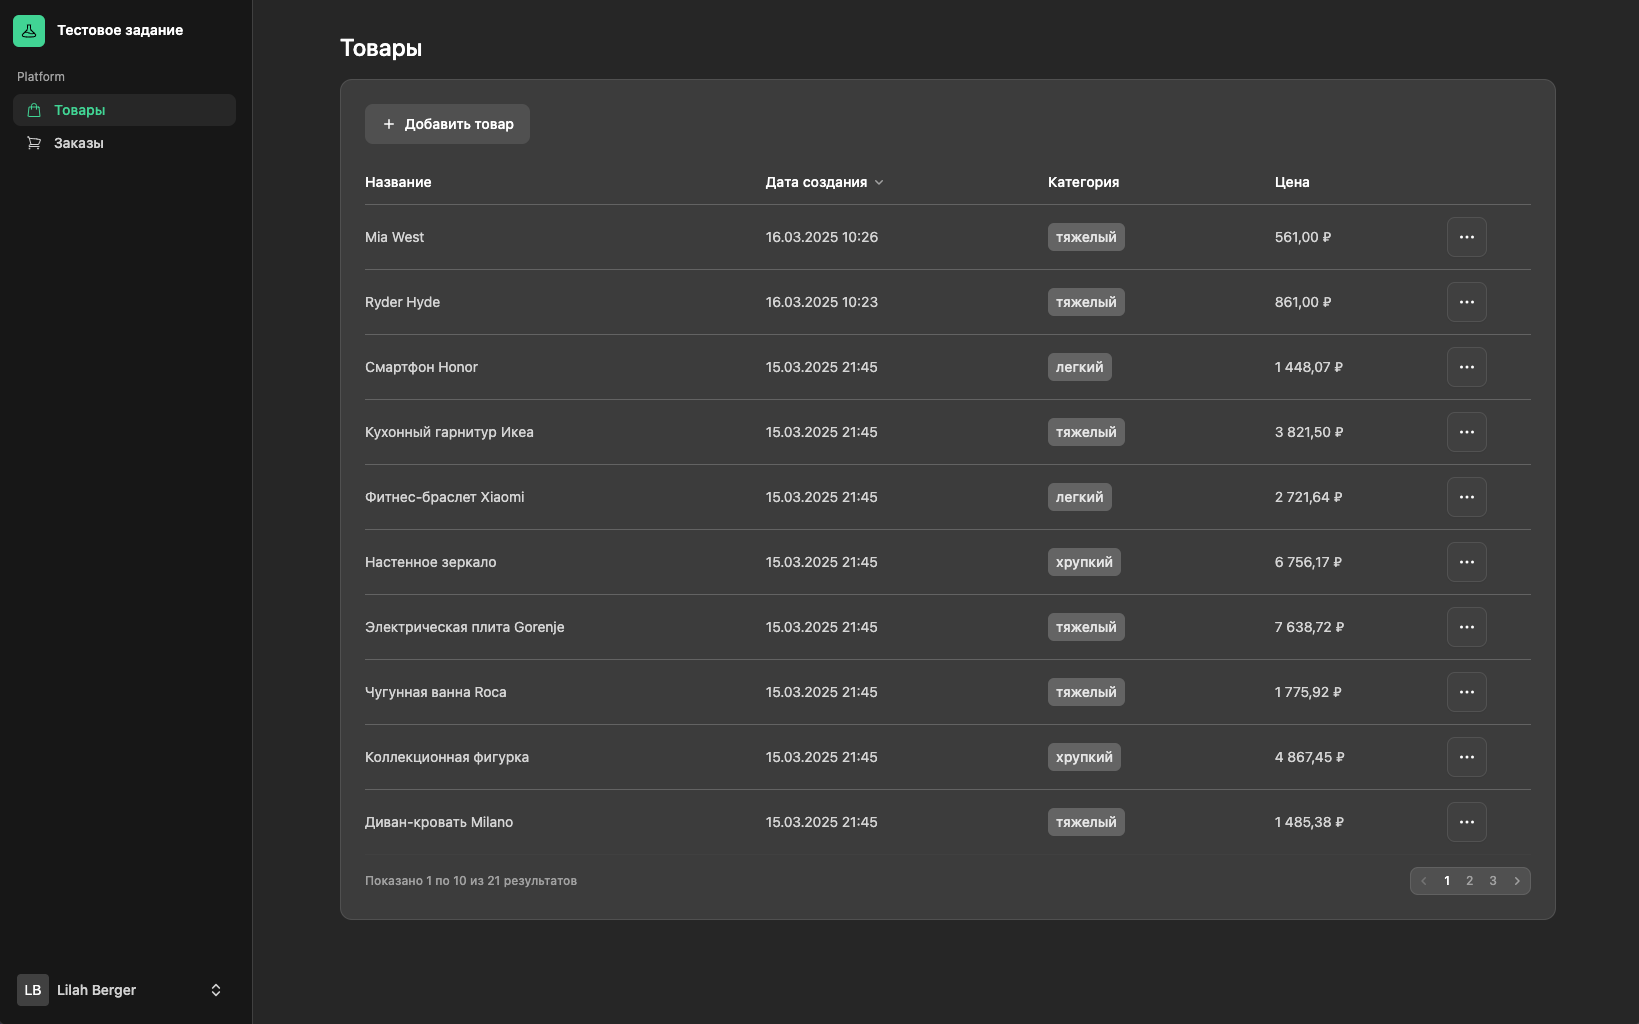 Тестовое задание
Platform
Товары
Заказы
LB Lilah Berger
Товары
+ Добавить товар
Название Дата создания Категория Цена
Mia West 16.03.2025 10:26 тяжелый 561,00 ₽
Ryder Hyde 16.03.2025 10:23 тяжелый 861,00 ₽
Смартфон Honor 15.03.2025 21:45 легкий 1 448,07 ₽
Кухонный гарнитур Икеа 15.03.2025 21:45 тяжелый 3 821,50 ₽
Фитнес-браслет Xiaomi 15.03.2025 21:45 легкий 2 721,64 ₽
Настенное зеркало 15.03.2025 21:45 хрупкий 6 756,17 ₽
Электрическая плита Gorenje 15.03.2025 21:45 тяжелый 7 638,72 ₽
Чугунная ванна Roca 15.03.2025 21:45 тяжелый 1 775,92 ₽
Коллекционная фигурка 15.03.2025 21:45 хрупкий 4 867,45 ₽
Диван-кровать Milano 15.03.2025 21:45 тяжелый 1 485,38 ₽
Показано 1 по 10 из 21 результатов 1 2 3